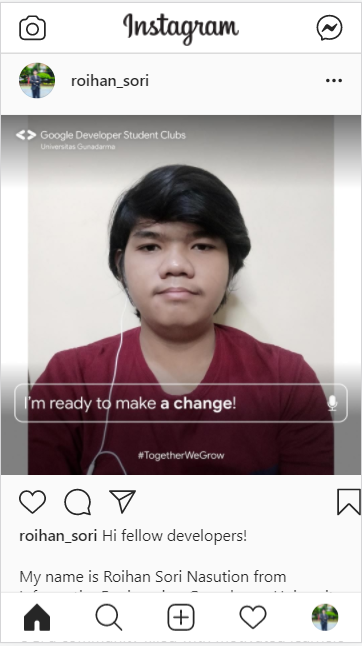 Instagram
roihan_sori
Google Developer Student Clubs
Universitas Gunadarma
I'm ready to make a change!
#TogetherWeGrow
roihan_sori Hi fellow developers!
My name is Roihan Sori Nasution from